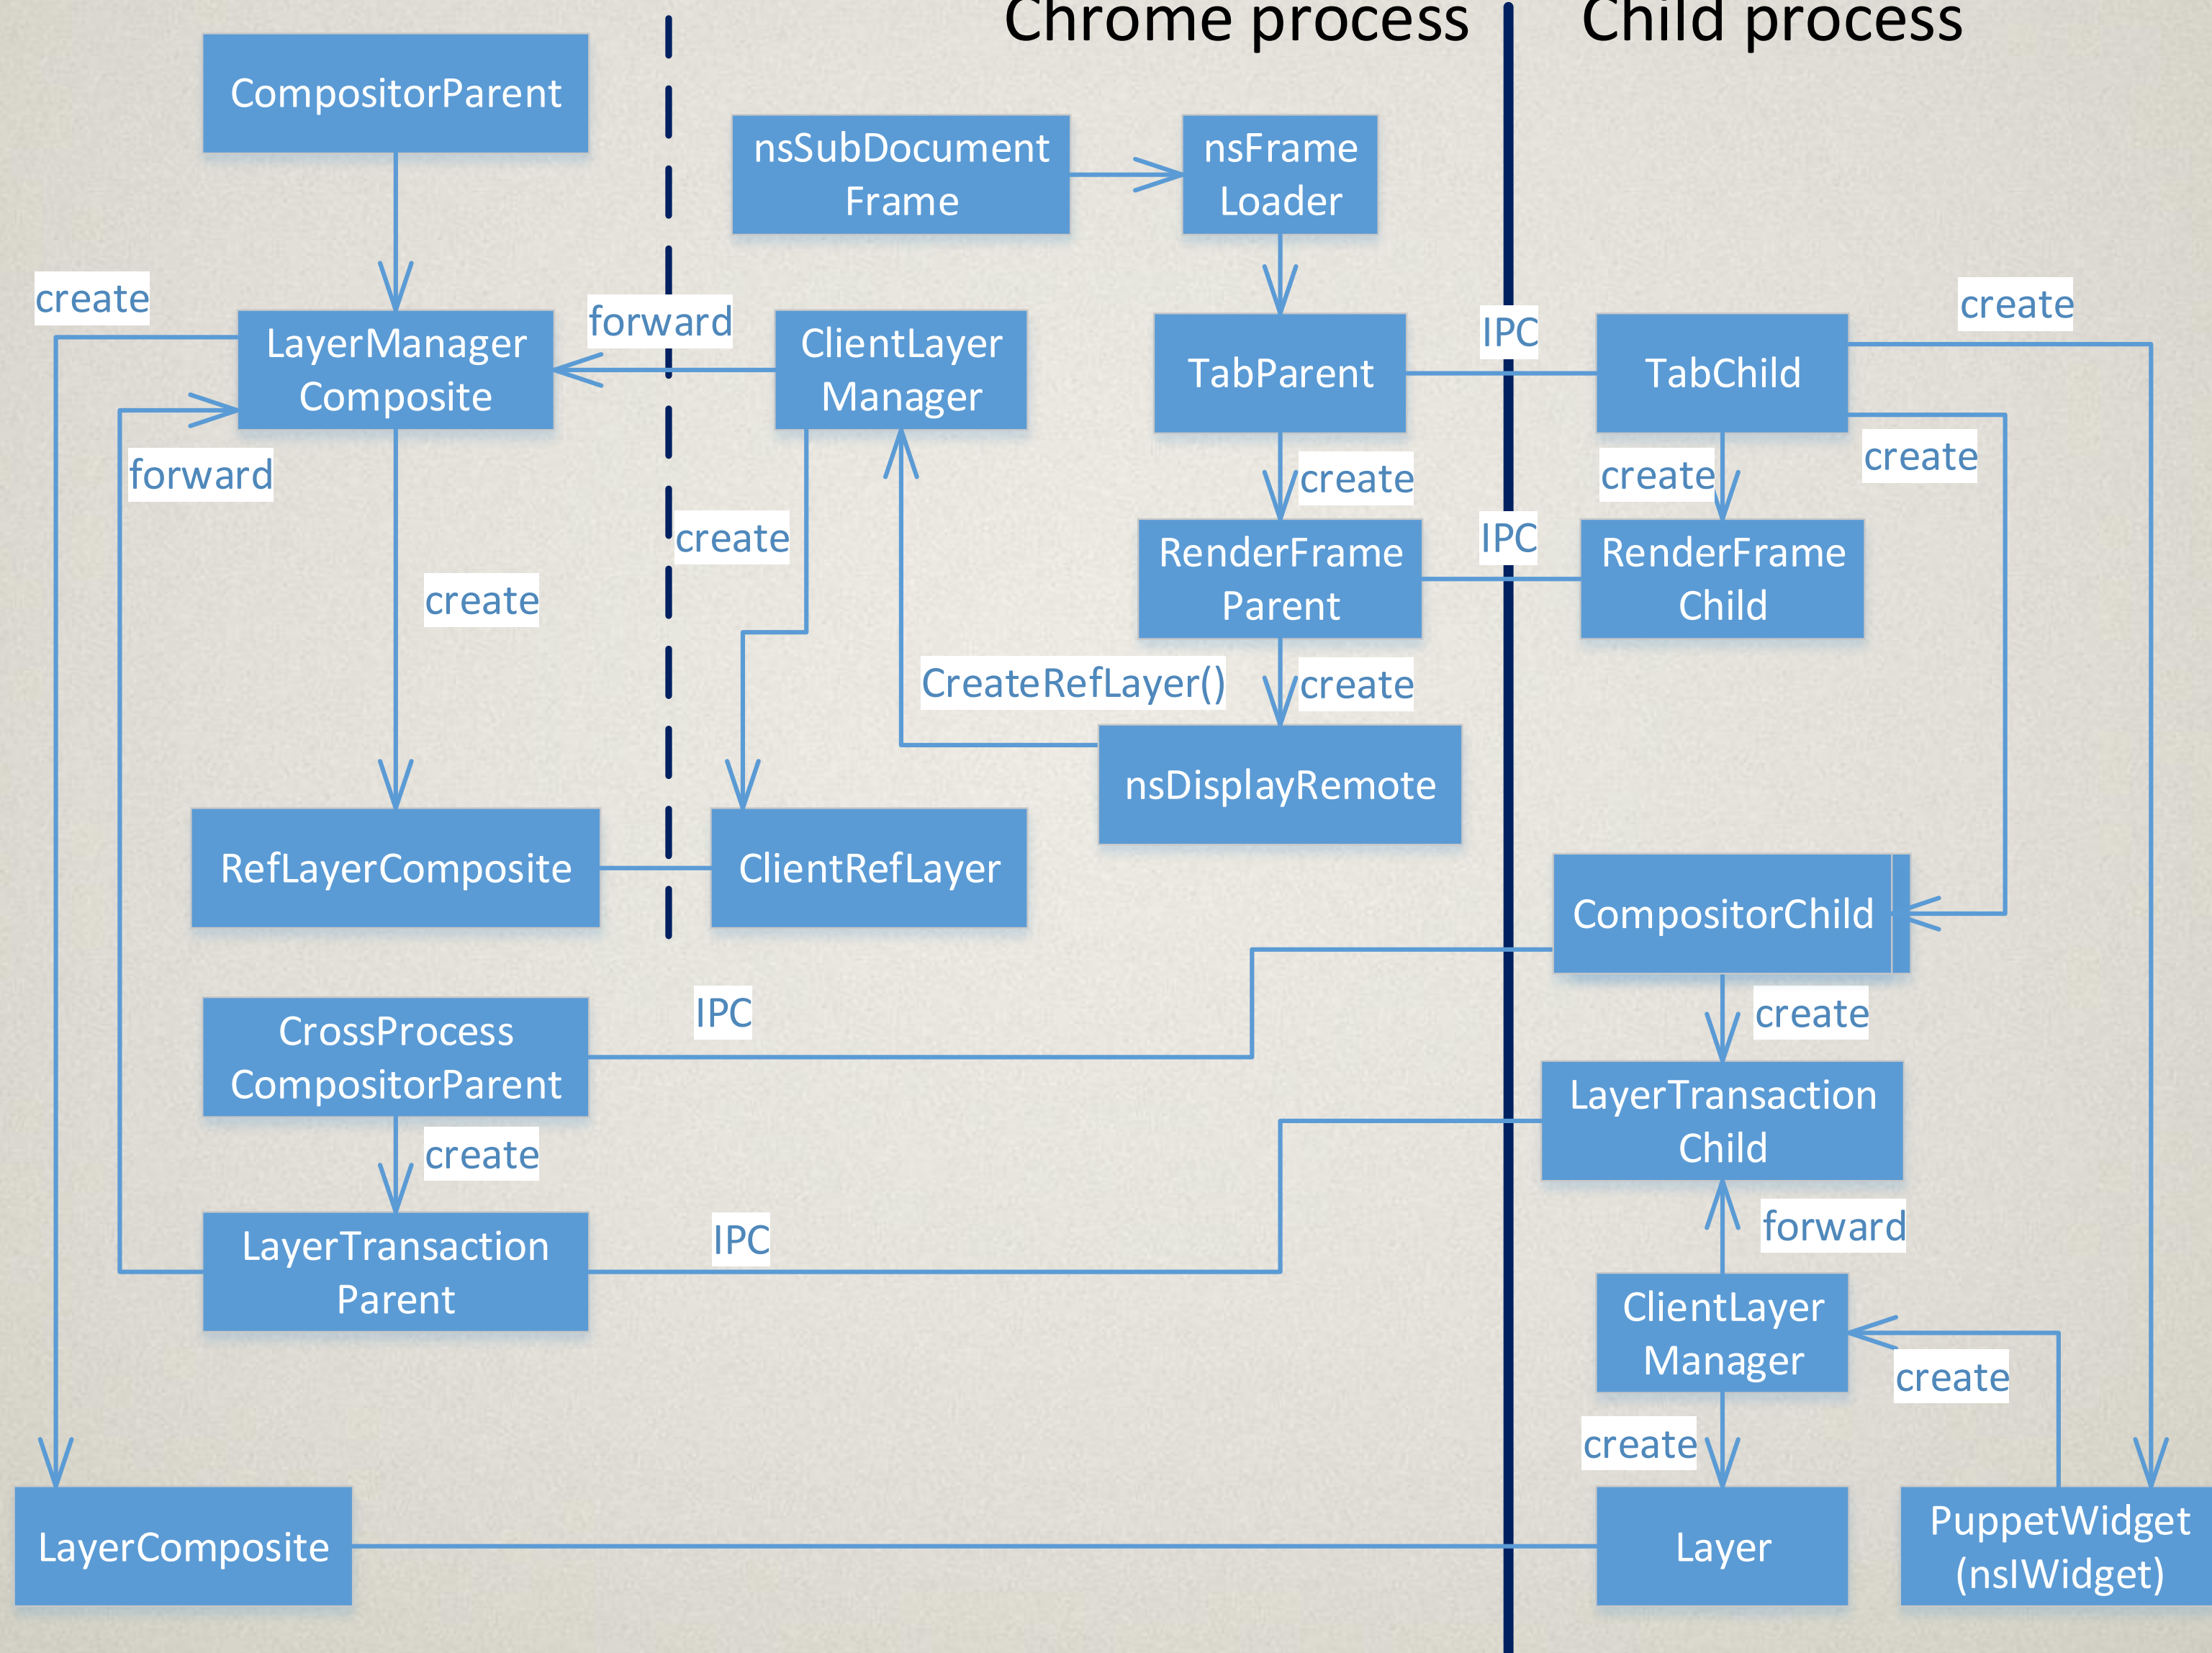 Chrome process
Child process
CompositorParent
nsSubDocument
Frame
nsFrame
Loader
create
forward
IPC
create
LayerManager
Composite
ClientLayer
Manager
TabParent
TabChild
forward
create
create
create
create
IPC
RenderFrame
Parent
RenderFrame
Child
create
CreateRefLayer()
create
nsDisplayRemote
RefLayerComposite
ClientRefLayer
CompositorChild
IPC
create
CrossProcess
CompositorParent
LayerTransaction
Child
create
IPC
forward
LayerTransaction
Parent
ClientLayer
Manager
create
create
LayerComposite
Layer
PuppetWidget
(nsIWidget)